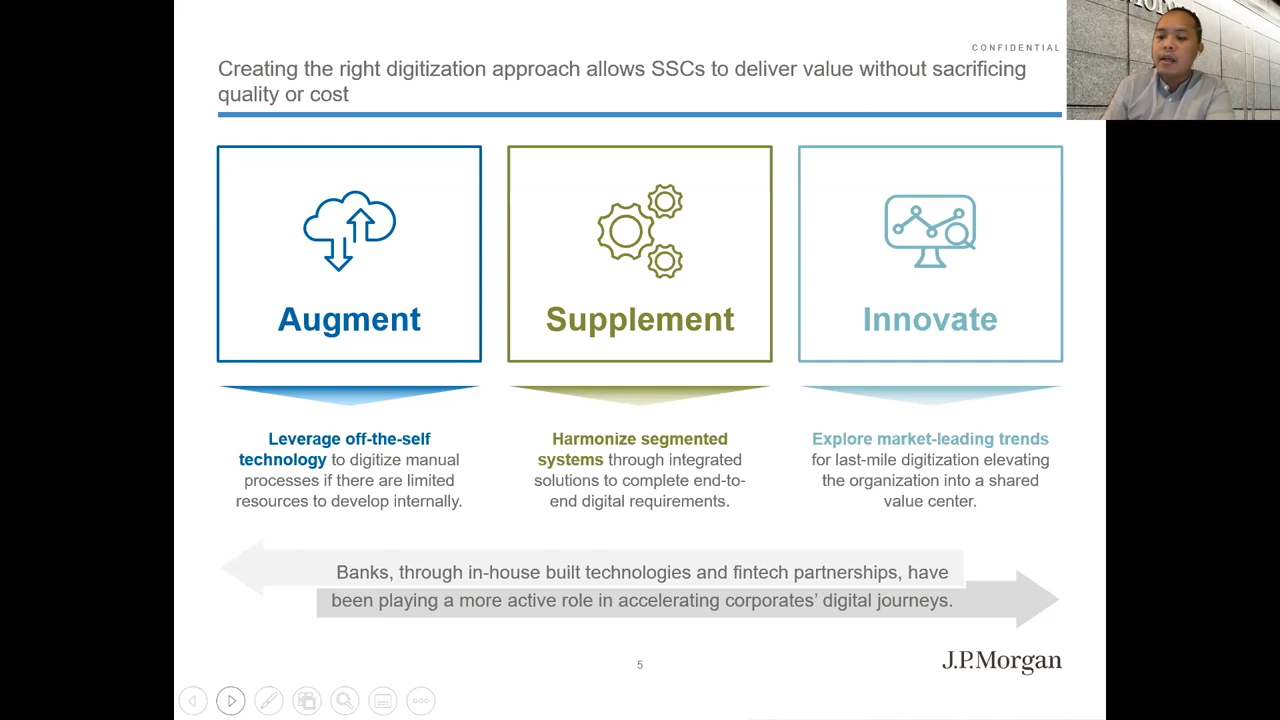 CONFIDENTIAL
Creating the right digitization approach allows SSCs to deliver value without sacrificing
quality or cost
Augment
Supplement
Innovate
Leverage off-the-self
technology to digitize manual
processes if there are limited
resources to develop internally.
Harmonize segmented
systems through integrated
solutions to complete end-to-
end digital requirements.
Explore market-leading trends
for last-mile digitization elevating
the organization into a shared
value center.
Banks, through in-house built technologies and fintech partnerships, have
been playing a more active role in accelerating corporates’ digital journeys.
5
J.P.Morgan